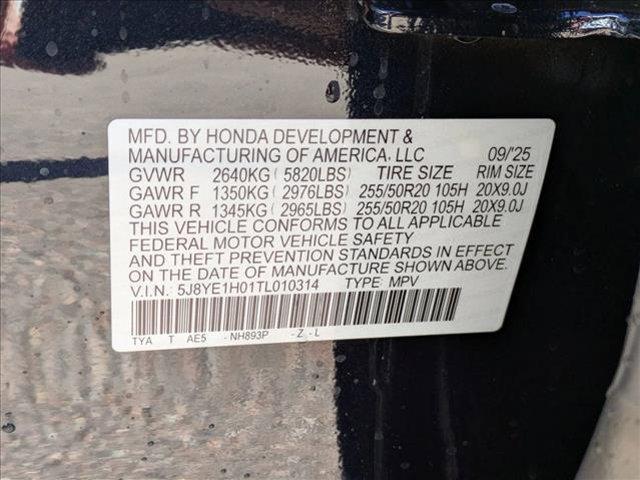 MFD. BY HONDA DEVELOPMENT &
MANUFACTURING OF AMERICA, LLC 09/'25
GVWR 2640KG ( 5820LBS) TIRE SIZE RIM SIZE
GAWR F 1350KG ( 2976LBS) 255/50R20 105H 20X9.0J
GAWR R 1345KG ( 2965LBS) 255/50R20 105H 20X9.0J
THIS VEHICLE CONFORMS TO ALL APPLICABLE
FEDERAL MOTOR VEHICLE SAFETY
AND THEFT PREVENTION STANDARDS IN EFFECT
ON THE DATE OF MANUFACTURE SHOWN ABOVE.
V.I.N: 5J8YE1H01TL010314 TYPE: MPV
TYA T AE5 - NH893P - Z - L